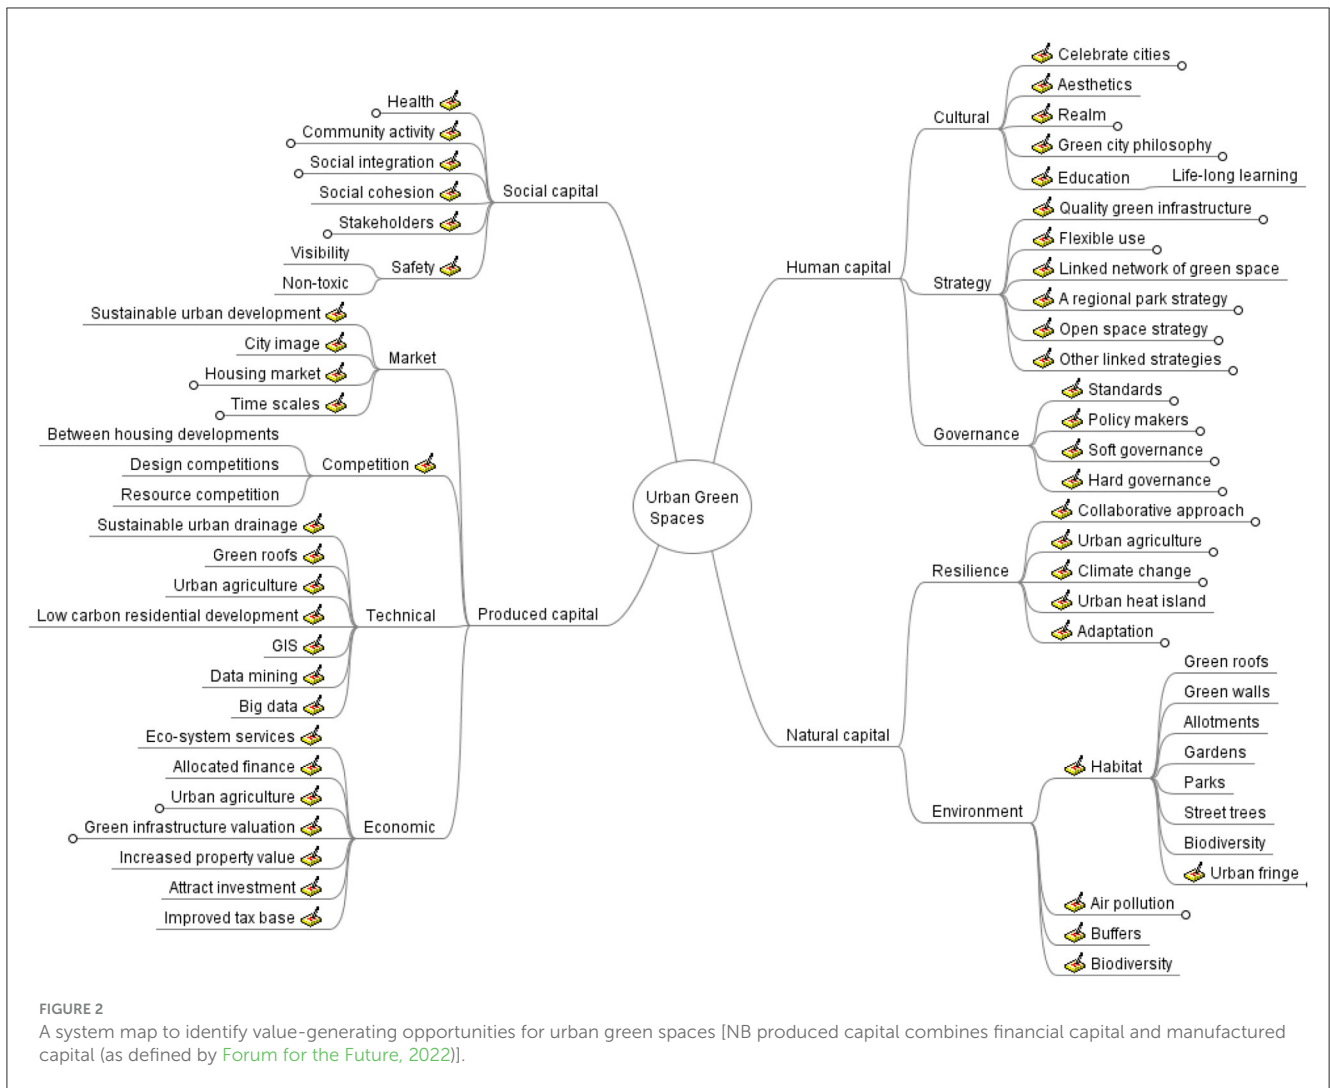 Health
Community activity
Social integration
Social cohesion
Stakeholders
Visibility
Non-toxic
Safety
Social capital
Sustainable urban development
City image
Housing market
Time scales
Market
Between housing developments
Design competitions
Resource competition
Competition
Sustainable urban drainage
Green roofs
Urban agriculture
Low carbon residential development
GIS
Data mining
Big data
Technical
Produced capital
Eco-system services
Allocated finance
Urban agriculture
Green infrastructure valuation
Increased property value
Attract investment
Improved tax base
Economic
Urban Green
Spaces
Human capital
Cultural
Celebrate cities
Aesthetics
Realm
Green city philosophy
Education
Life-long learning
Strategy
Quality green infrastructure
Flexible use
Linked network of green space
A regional park strategy
Open space strategy
Other linked strategies
Governance
Standards
Policy makers
Soft governance
Hard governance
Natural capital
Resilience
Collaborative approach
Urban agriculture
Climate change
Urban heat island
Adaptation
Environment
Habitat
Green roofs
Green walls
Allotments
Gardens
Parks
Street trees
Biodiversity
Urban fringe
Air pollution
Buffers
Biodiversity
FIGURE 2
A system map to identify value-generating opportunities for urban green spaces [NB produced capital combines financial capital and manufactured
capital (as defined by Forum for the Future, 2022)].